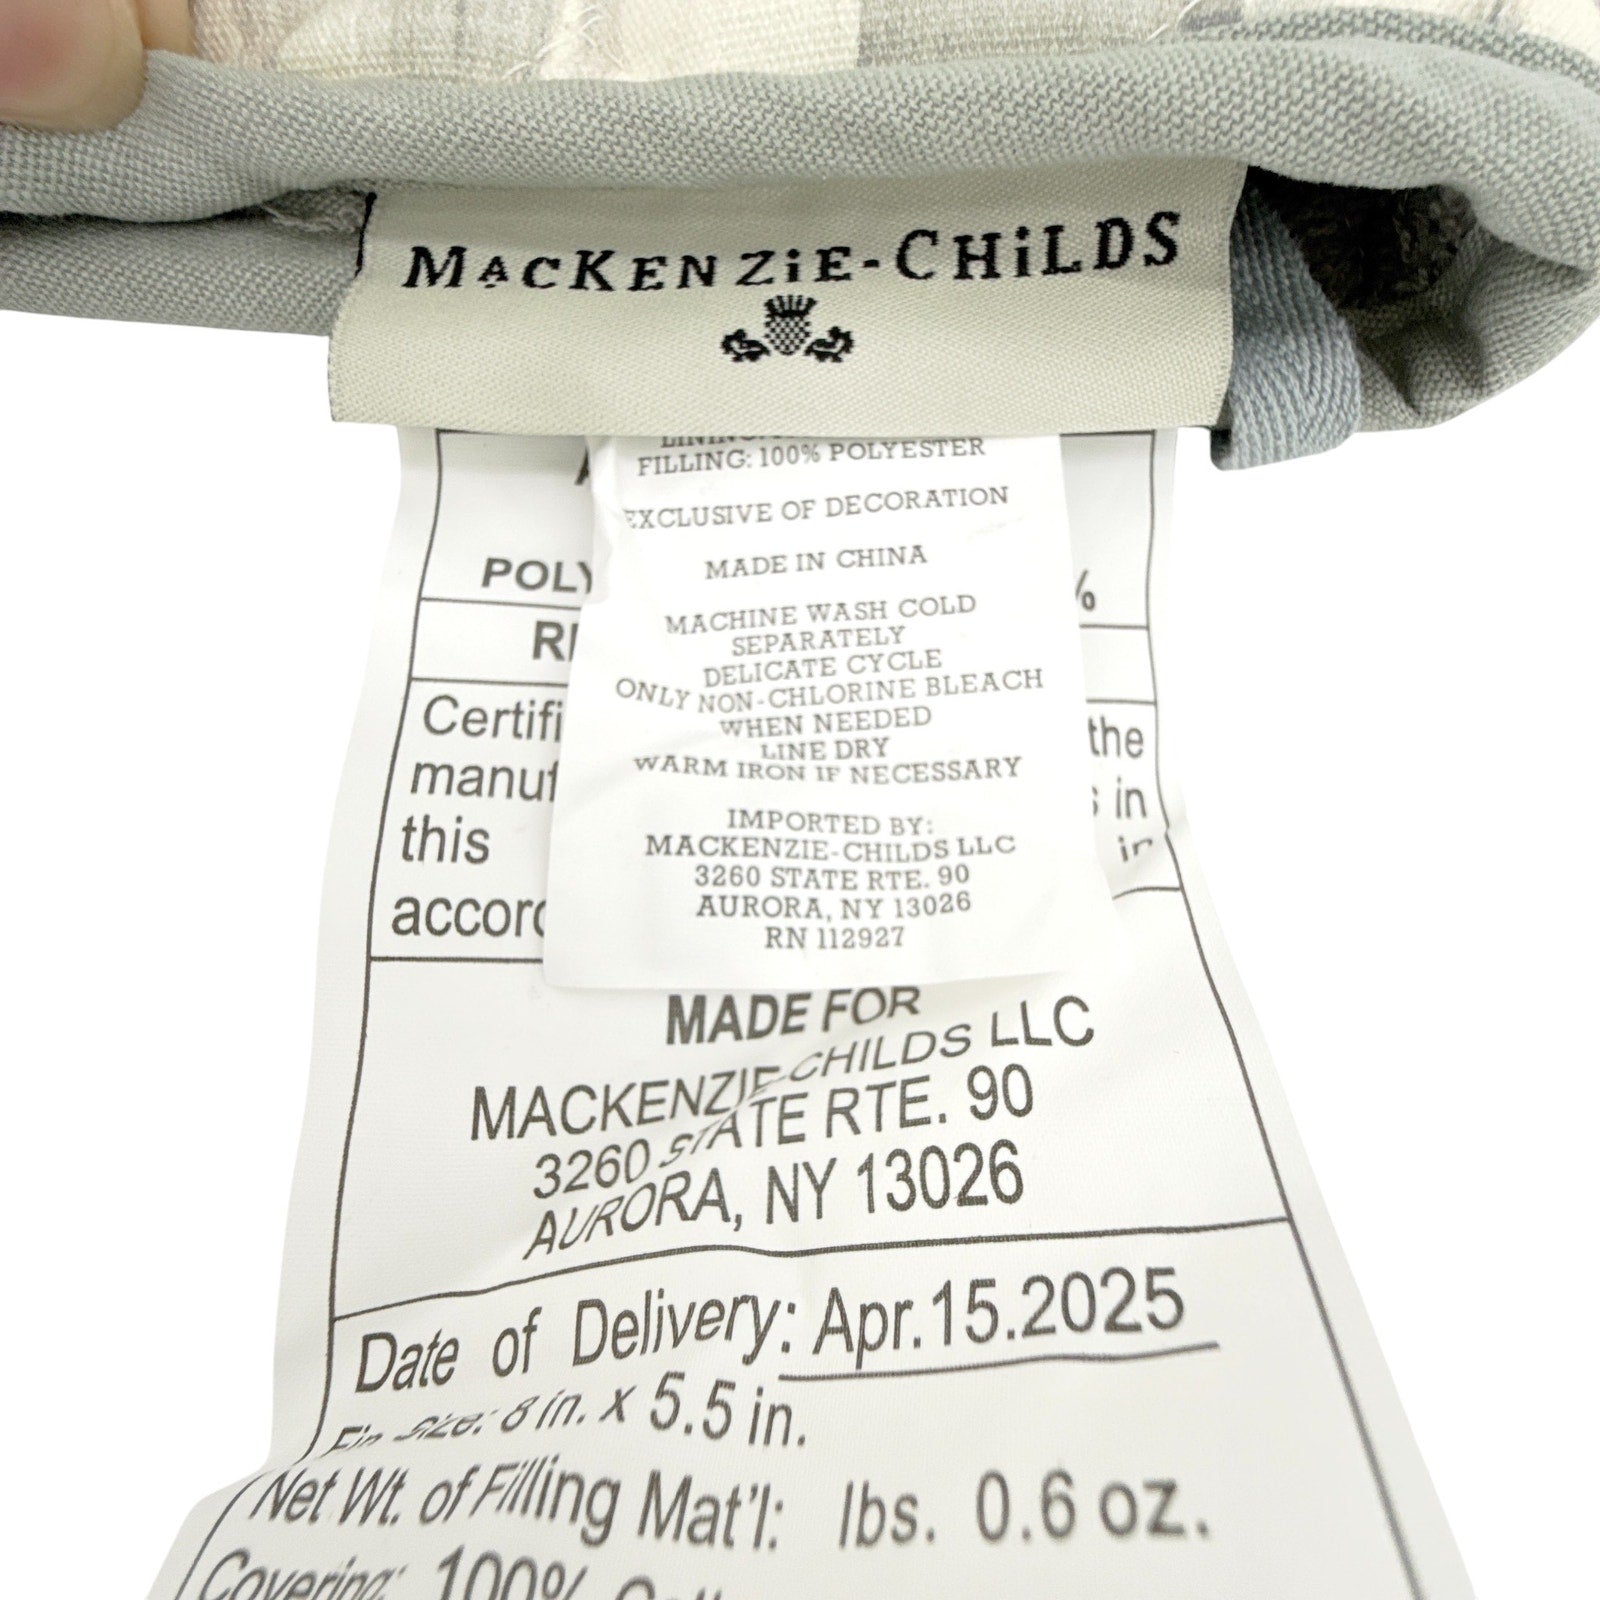 MACKENZiE-CHiLDS
FILLING: 100% POLYESTER
EXCLUSIVE OF DECORATION
MADE IN CHINA
MACHINE WASH COLD
SEPARATELY
DELICATE CYCLE
ONLY NON-CHLORINE BLEACH
WHEN NEEDED
LINE DRY
WARM IRON IF NECESSARY
IMPORTED BY:
MACKENZIE-CHILDS LLC
3260 STATE RTE. 90
AURORA, NY 13026
RN 112927
%
the
manuf in
this in
MADE FOR
MACKENZIE-CHILDS LLC
3260 STATE RTE. 90
AURORA, NY 13026
Date of Delivery: Apr.15.2025
Fin Size: 8 in. x 5.5 in.
Net Wt. of Filling Mat'l: lbs. 0.6 oz.
Covering: 100%